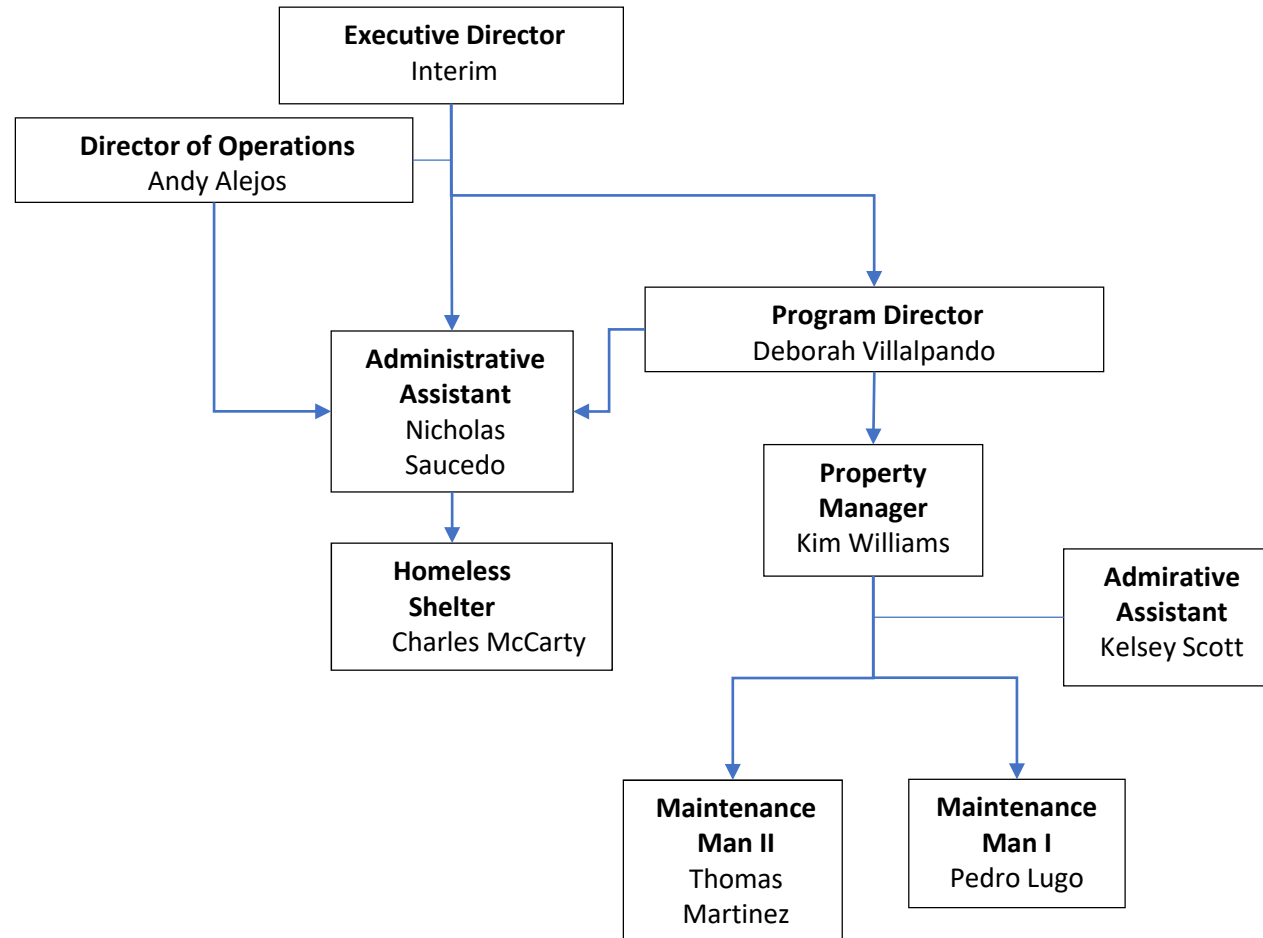 Executive Director
Interim
Director of Operations
Andy Alejos
Program Director
Deborah Villalpando
Administrative
Assistant
Nicholas
Saucedo
Property
Manager
Kim Williams
Homeless
Shelter
Charles McCarty
Admirative
Assistant
Kelsey Scott
Maintenance
Man II
Thomas
Martinez
Maintenance
Man I
Pedro Lugo